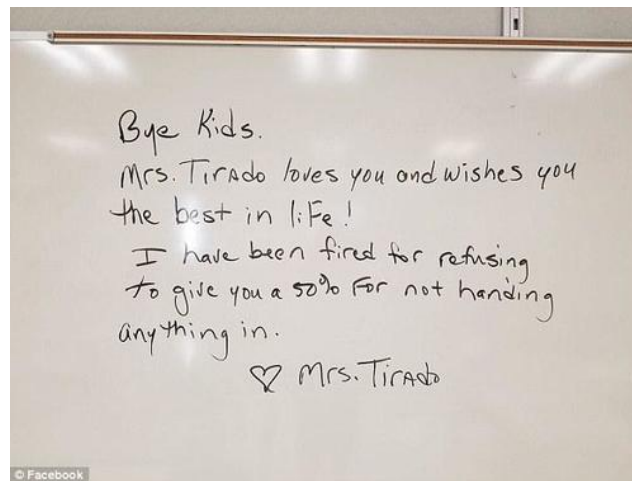 Bye Kids.
Mrs. Tirado loves you and wishes you
the best in life!
I have been fired for refusing
to give you a 50% for not handing
anything in.
♡ Mrs. Tirado
© Facebook